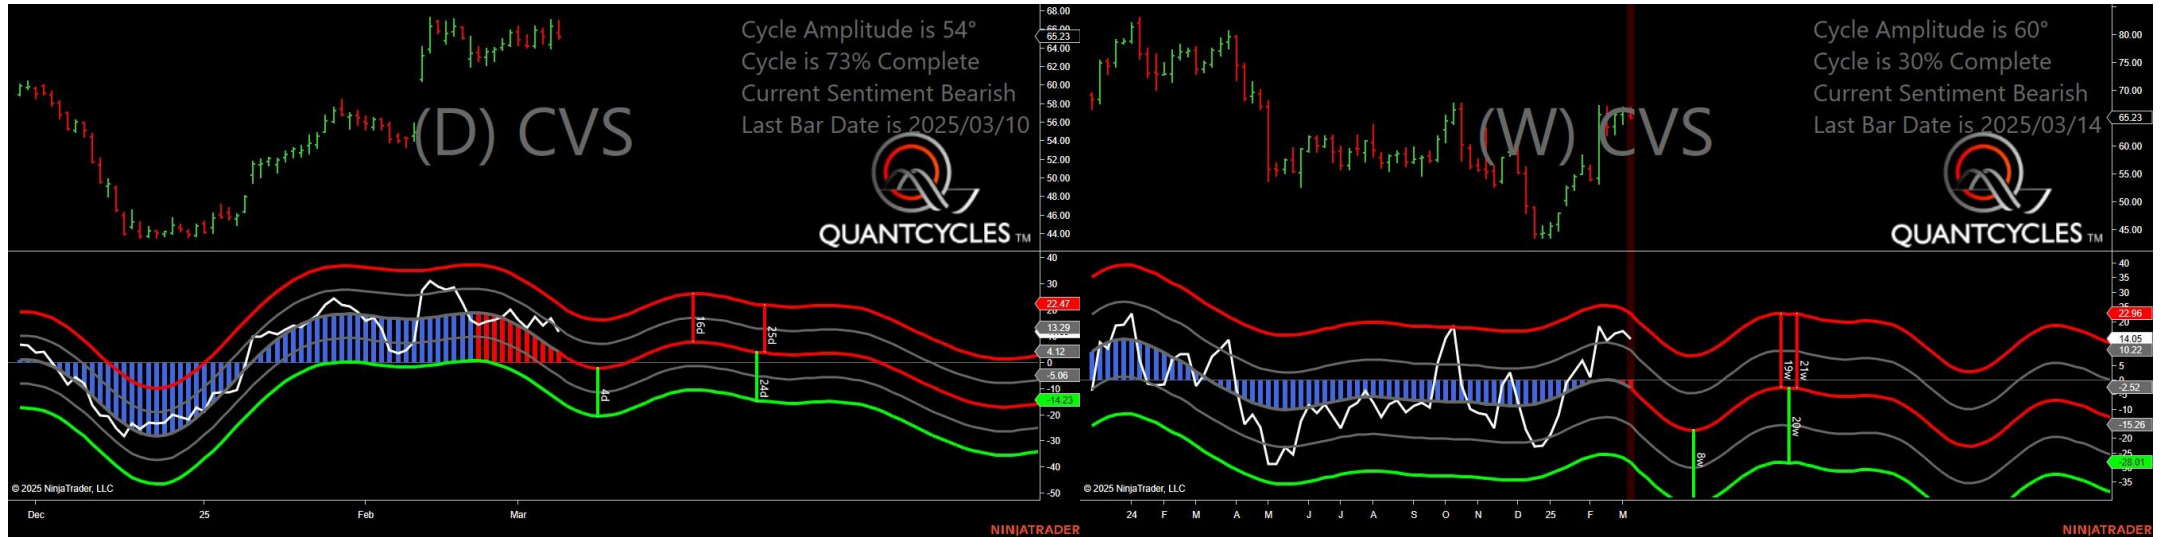 Cycle Amplitude is 54°
Cycle is 73% Complete
Current Sentiment Bearish
Last Bar Date is 2025/03/10
(D) CVS
QUANTCYCLES TM
68.00
66.00
65.23
64.00
62.00
60.00
58.00
56.00
54.00
52.00
50.00
48.00
46.00
44.00
40
30
22.47
20
13.29
10
4.12
0
-5.06
-10
-14.23
-20
-30
-40
-50
16d
25d
4d
24d
© 2025 NinjaTrader, LLC
Dec 25 Feb Mar
NINJATRADER
Cycle Amplitude is 60°
Cycle is 30% Complete
Current Sentiment Bearish
Last Bar Date is 2025/03/14
(W) CVS
QUANTCYCLES TM
80.00
75.00
70.00
65.23
60.00
55.00
50.00
45.00
40
35
30
25
22.96
20
14.05
10.22
5
0
-2.52
-5
-10
-15.26
-20
-25
-28.01
-35
19w
21w
8w
20w
© 2025 NinjaTrader, LLC
24 F M A M J J A S O N D 25 F M
NINJATRADER